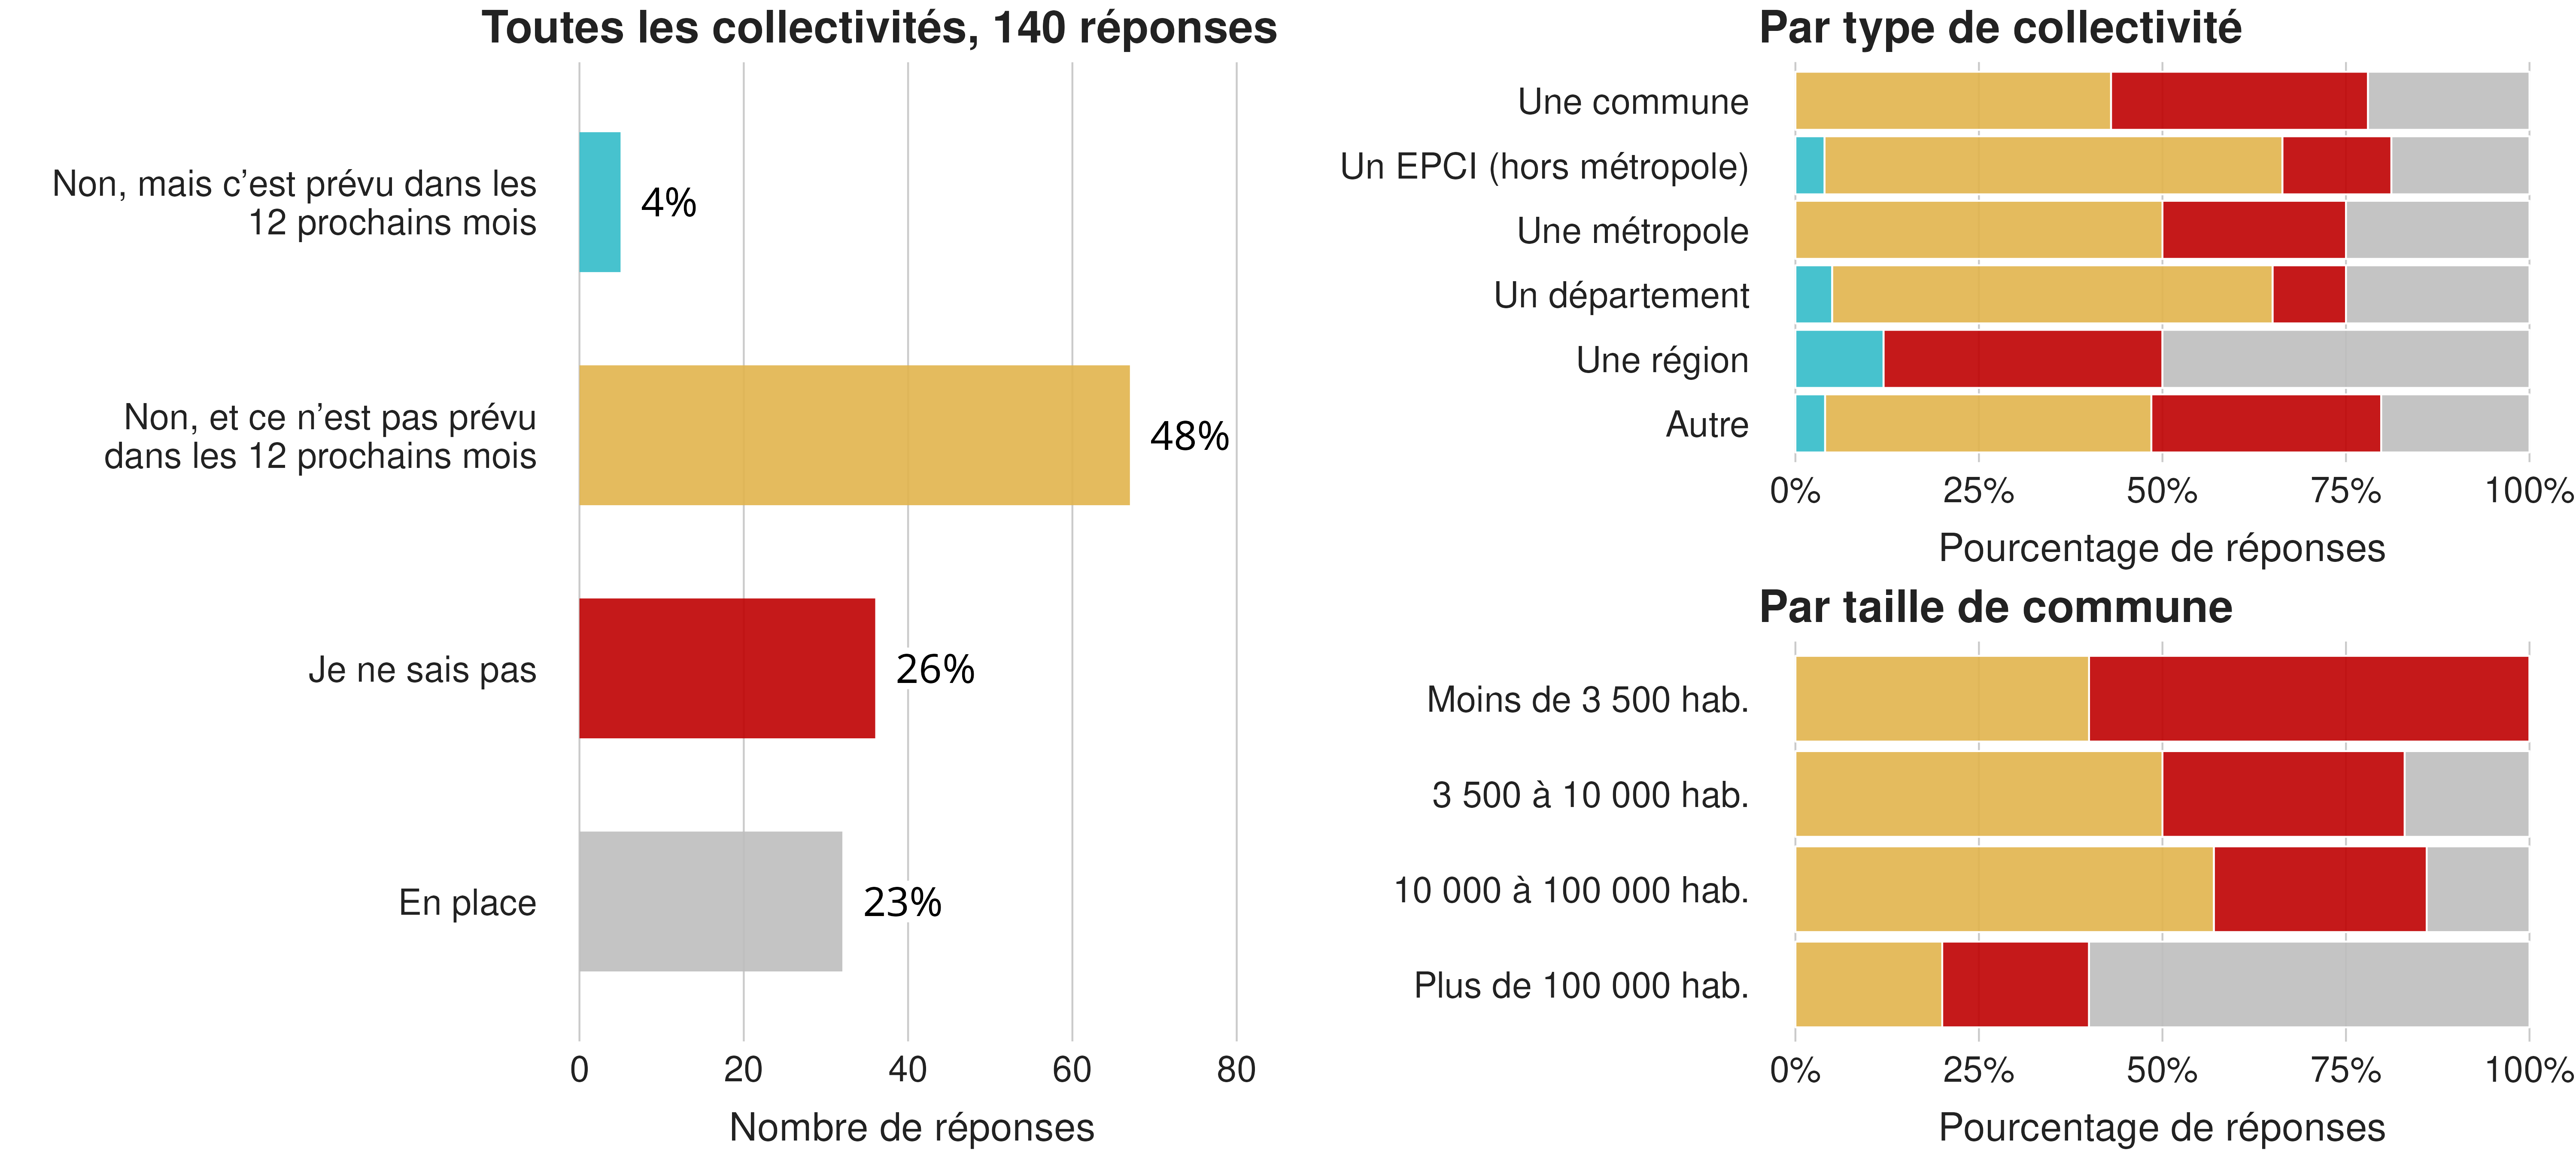 Toutes les collectivités, 140 réponses
Non, mais c’est prévu dans les
12 prochains mois
4%
Non, et ce n’est pas prévu
dans les 12 prochains mois
48%
Je ne sais pas
26%
En place
23%
0 20 40 60 80
Nombre de réponses
Par type de collectivité
Une commune
Un EPCI (hors métropole)
Une métropole
Un département
Une région
Autre
0% 25% 50% 75% 100%
Pourcentage de réponses
Par taille de commune
Moins de 3 500 hab.
3 500 à 10 000 hab.
10 000 à 100 000 hab.
Plus de 100 000 hab.
0% 25% 50% 75% 100%
Pourcentage de réponses